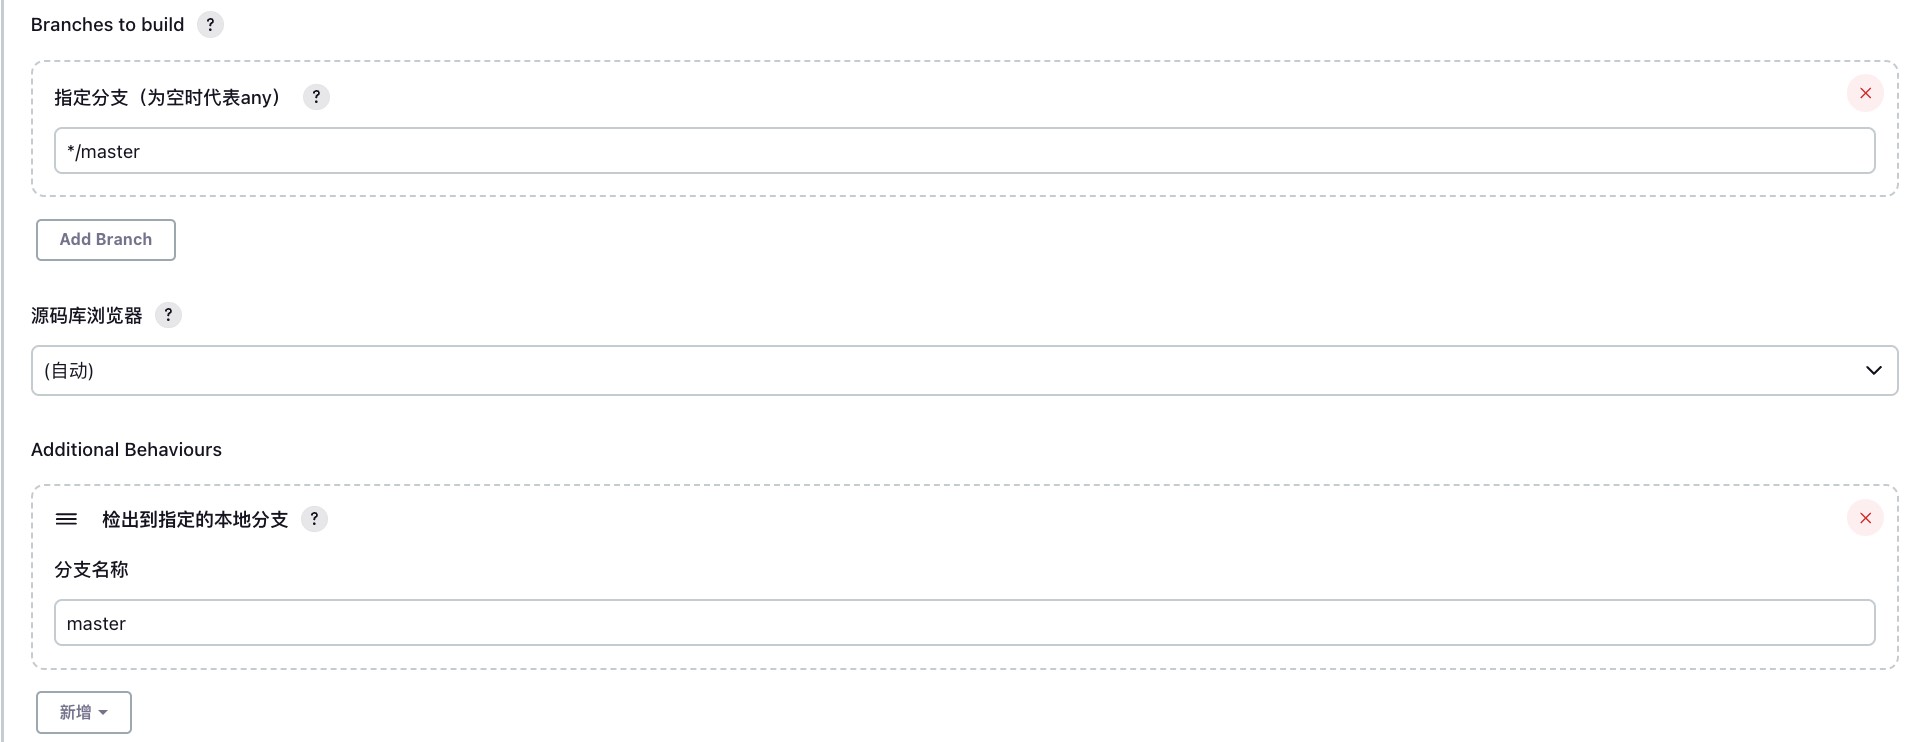 Branches to build ?
指定分支（为空时代表any） ?
*/master
Add Branch
源码库浏览器 ?
(自动)
Additional Behaviours
检出到指定的本地分支 ?
分支名称
master
新增